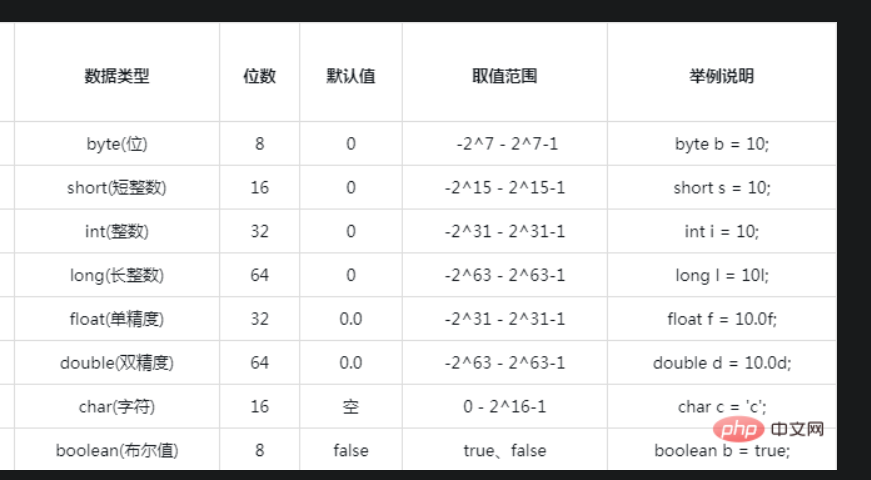 数据类型 位数 默认值 取值范围 举例说明
byte(位) 8 0 -2^7 - 2^7-1 byte b = 10;
short(短整数) 16 0 -2^15 - 2^15-1 short s = 10;
int(整数) 32 0 -2^31 - 2^31-1 int i = 10;
long(长整数) 64 0 -2^63 - 2^63-1 long l = 10l;
float(单精度) 32 0.0 -2^31 - 2^31-1 float f = 10.0f;
double(双精度) 64 0.0 -2^63 - 2^63-1 double d = 10.0d;
char(字符) 16 空 0 - 2^16-1 char c = 'c';
php 中文网
boolean(布尔值) 8 false true、false boolean b = true;